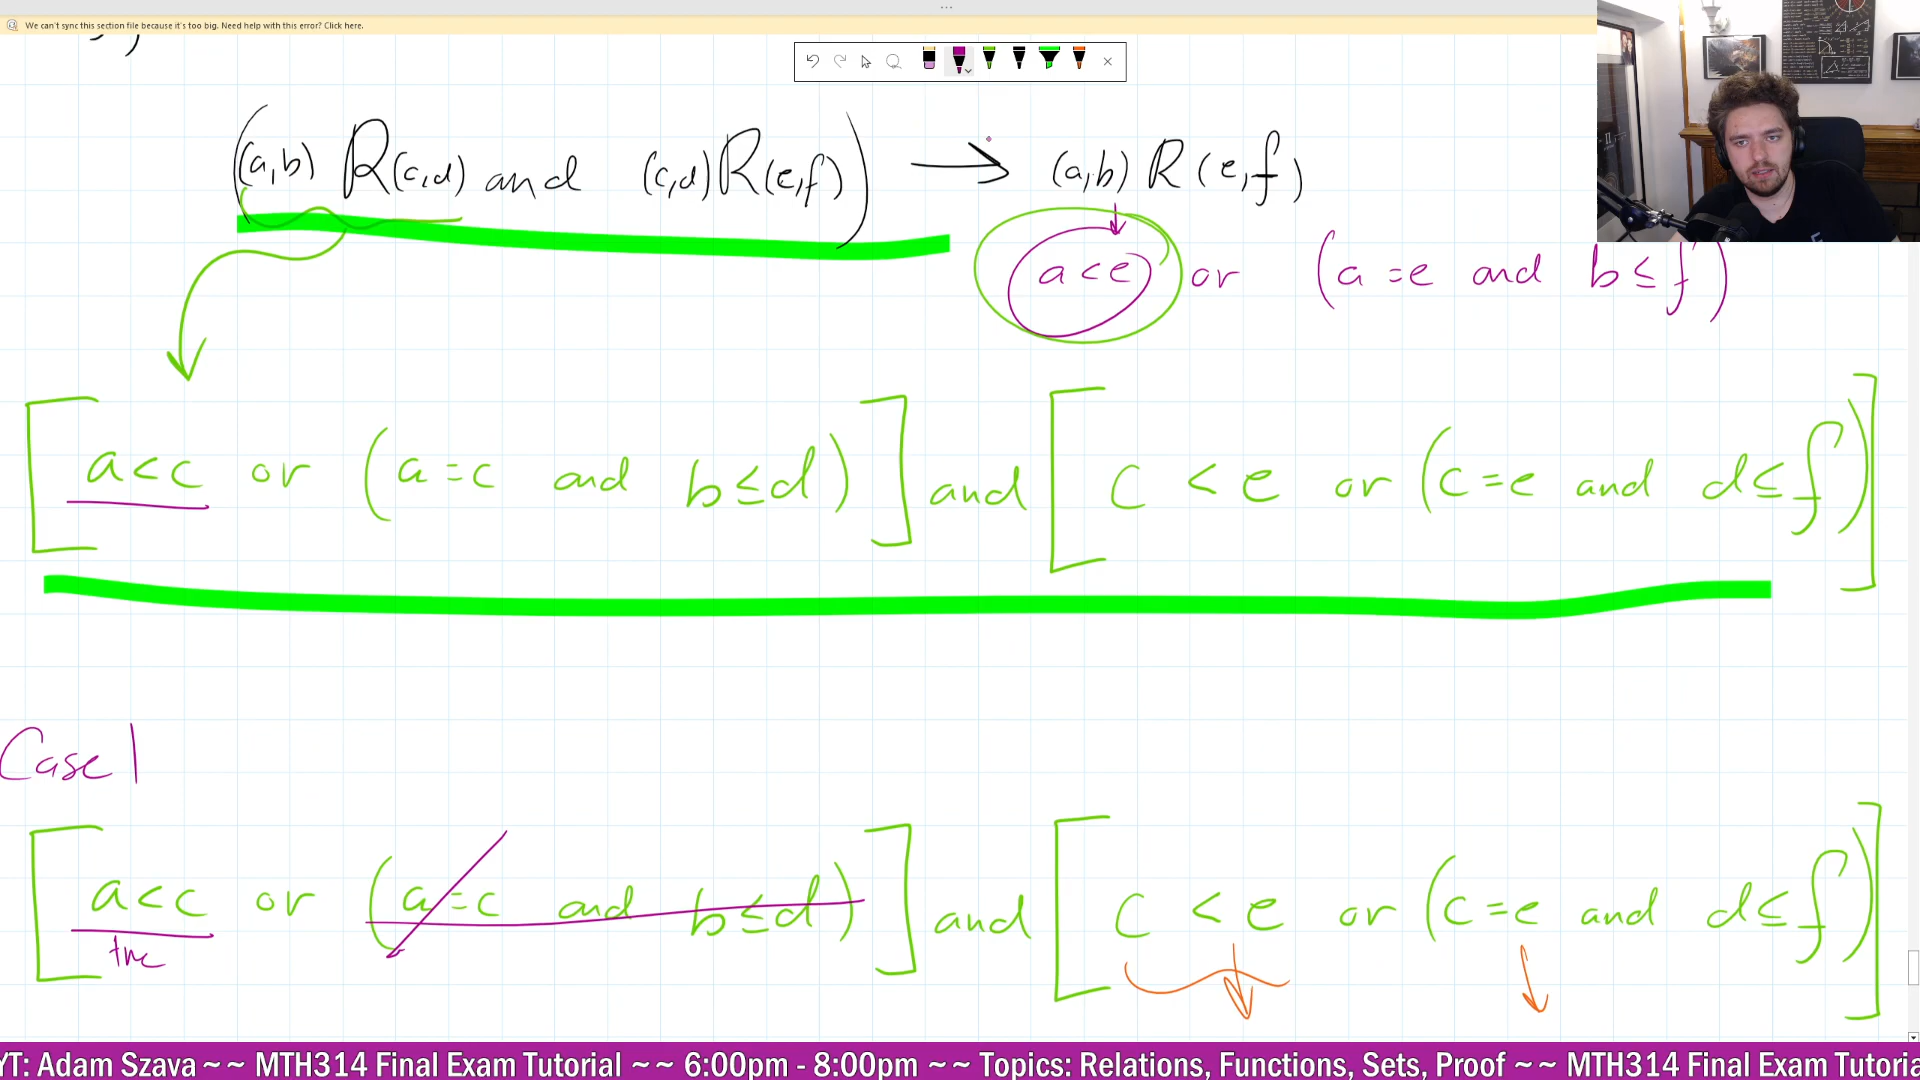 We can't sync this section file because it's too big. Need help with this error? Click here.
((a,b) R (c,d) and (c,d) R (e,f)) → (a,b) R (e,f)
a<e or (a=e and b≤f)
[a<c or (a=c and b≤d)] and [c<e or (c=e and d≤f)]
Case 1
[a<c or (a=c and b≤d)] and [c<e or (c=e and d≤f)]
true
YT: Adam Szava ~~ MTH314 Final Exam Tutorial ~~ 6:00pm - 8:00pm ~~ Topics: Relations, Functions, Sets, Proof ~~ MTH314 Final Exam Tutoria